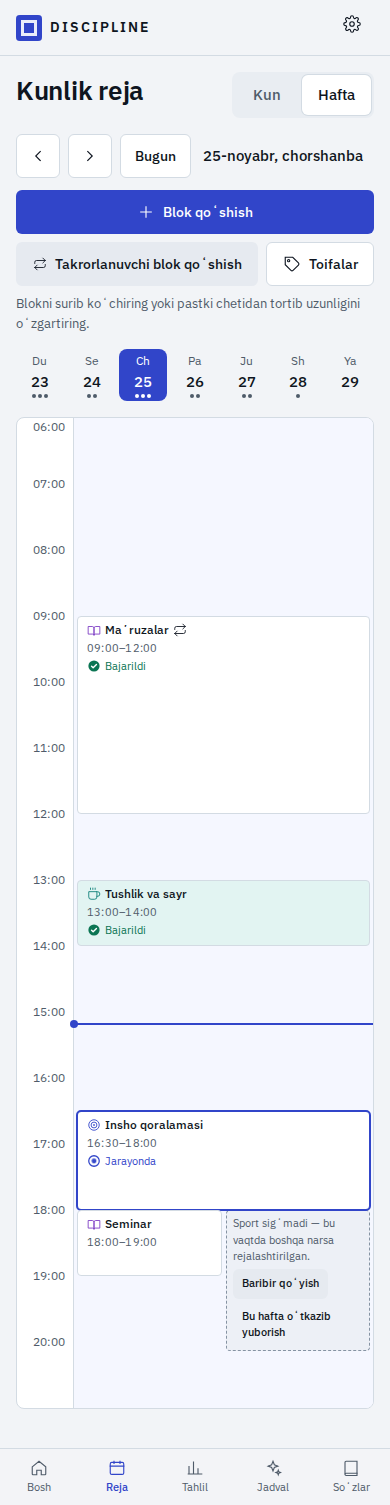 DISCIPLINE
Kunlik reja
Kun
Hafta
Bugun
25-noyabr, chorshanba
Blok qoʻshish
Takrorlanuvchi blok qoʻshish
Toifalar
Blokni surib koʻchiring yoki pastki chetidan tortib uzunligini
oʻzgartiring.
Du Se Ch Pa Ju Sh Ya
23 24 25 26 27 28 29
06:00
07:00
08:00
09:00
Maʼruzalar
09:00–12:00
Bajarildi
10:00
11:00
12:00
13:00
Tushlik va sayr
13:00–14:00
Bajarildi
14:00
15:00
16:00
Insho qoralamasi
16:30–18:00
17:00
Jarayonda
18:00
Seminar
18:00–19:00
Sport sigʻmadi — bu
vaqtda boshqa narsa
rejalashtirilgan.
19:00
Baribir qoʻyish
Bu hafta oʻtkazib
yuborish
20:00
Bosh
Reja
Tahlil
Jadval
Soʻzlar